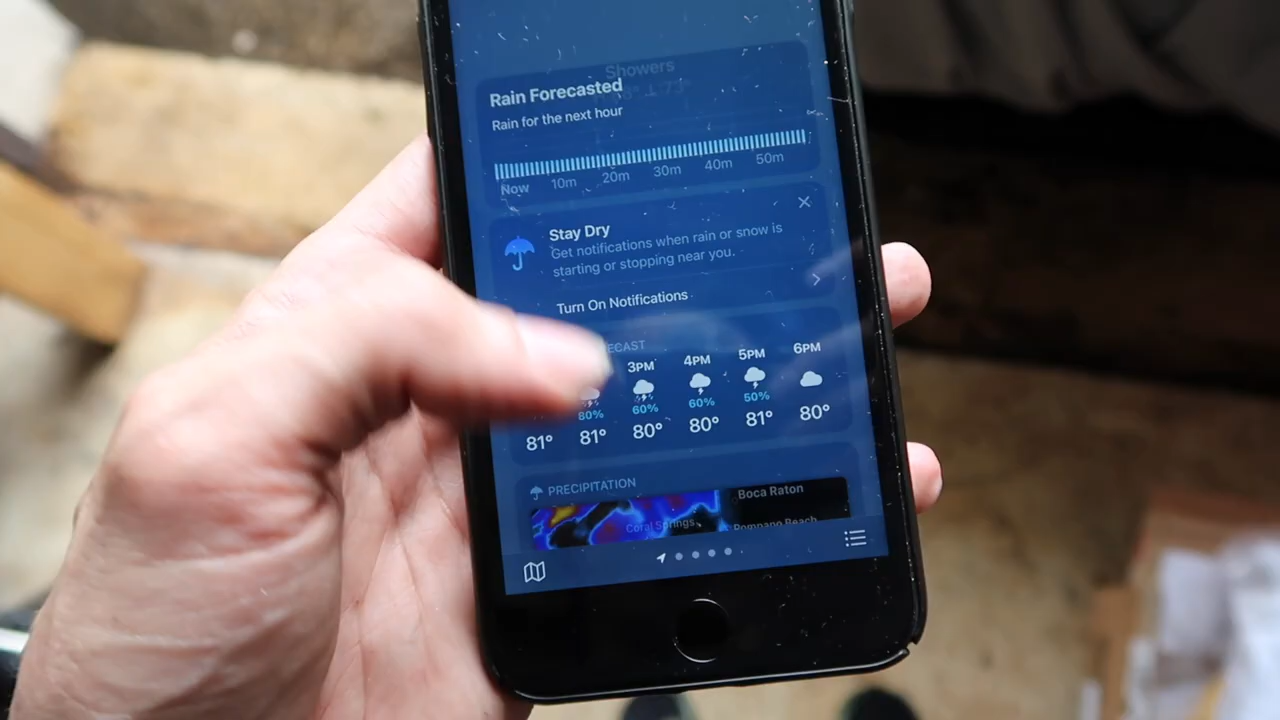 Showers
L:73°
Rain Forecasted
Rain for the next hour
Now 10m 20m 30m 40m 50m
Stay Dry
Get notifications when rain or snow is
starting or stopping near you.
Turn On Notifications
3PM 4PM 5PM 6PM
80% 60% 60% 50%
81° 81° 80° 80° 81° 80°
PRECIPITATION
Boca Raton
Coral Springs
Pompano Beach